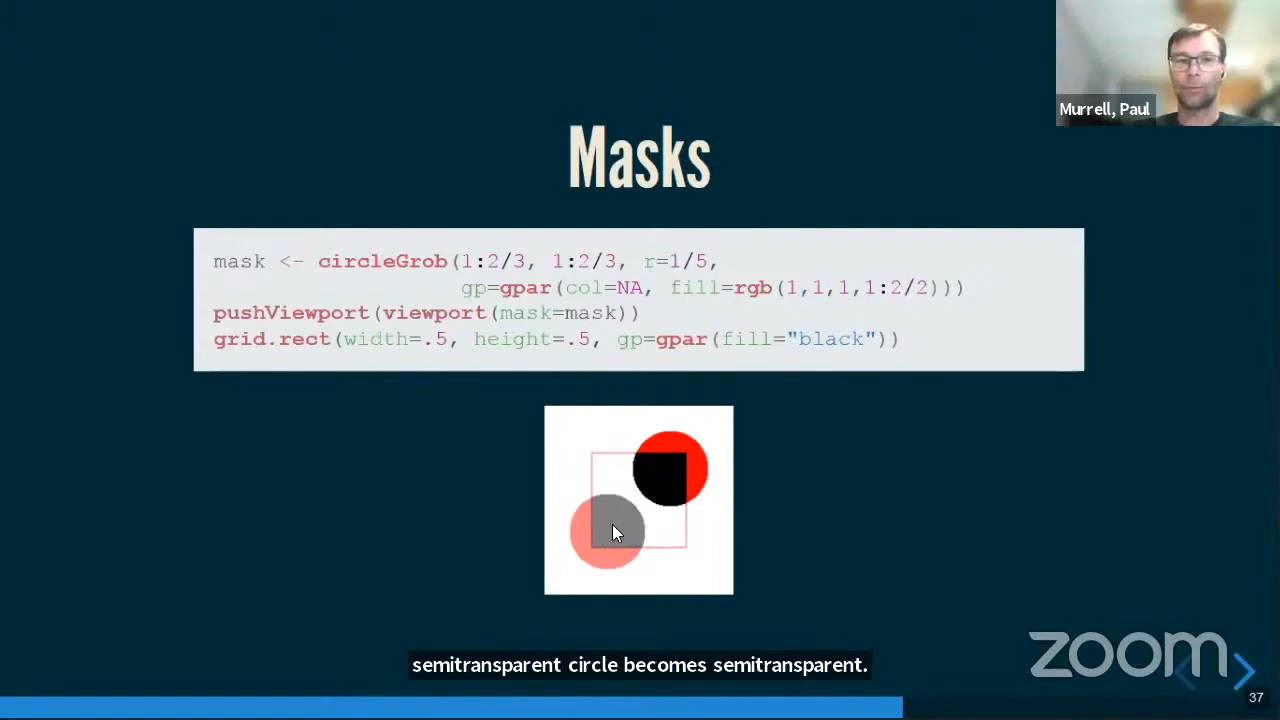 Murrell, Paul
Masks
mask <- circleGrob(1:2/3, 1:2/3, r=1/5,
gp=gpar(col=NA, fill=rgb(1,1,1,1:2/2)))
pushViewport(viewport(mask=mask))
grid.rect(width=.5, height=.5, gp=gpar(fill="black"))
semitransparent circle becomes semitransparent.
zoom
37